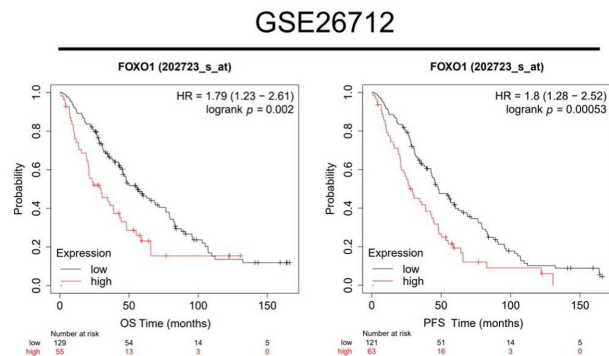 GSE26712
FOXO1 (202723_s_at)
HR = 1.79 (1.23 − 2.61)
logrank p = 0.002
Probability
1.0
0.8
0.6
0.4
0.2
0.0
Expression
low
high
0 50 100 150
OS Time (months)
Number at risk
low 129 54 14 5
high 55 13 3 0
FOXO1 (202723_s_at)
HR = 1.8 (1.28 − 2.52)
logrank p = 0.00053
Probability
1.0
0.8
0.6
0.4
0.2
0.0
Expression
low
high
0 50 100 150
PFS Time (months)
Number at risk
low 121 51 14 5
high 63 16 3 0